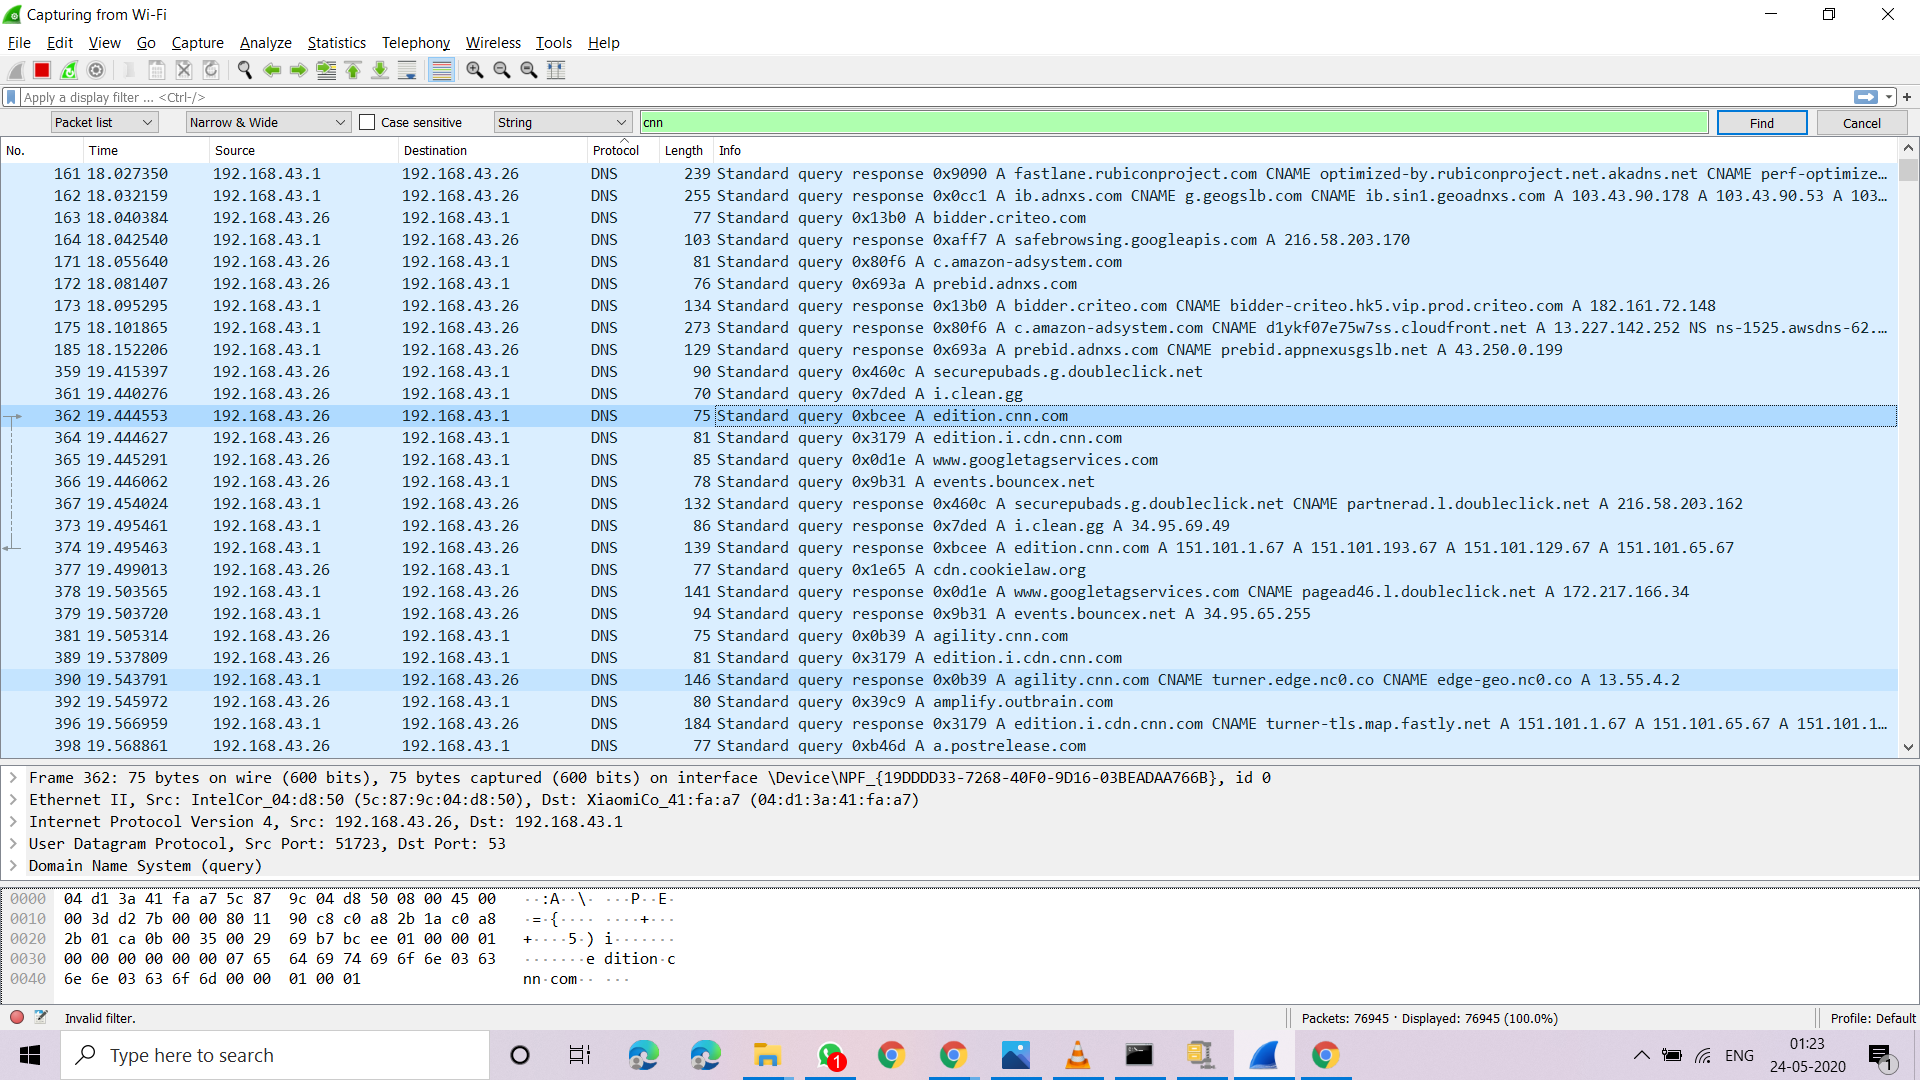 Capturing from Wi-Fi
File Edit View Go Capture Analyze Statistics Telephony Wireless Tools Help
Apply a display filter ... <Ctrl-/>
Packet list Narrow & Wide Case sensitive String cnn Find Cancel
No. Time Source Destination Protocol Length Info
161 18.027350 192.168.43.1 192.168.43.26 DNS 239 Standard query response 0x9090 A fastlane.rubiconproject.com CNAME optimized-by.rubiconproject.net.akadns.net CNAME perf-optimize...
162 18.032159 192.168.43.1 192.168.43.26 DNS 255 Standard query response 0x0cc1 A ib.adnxs.com CNAME g.geogslb.com CNAME ib.sin1.geoadnxs.com A 103.43.90.178 A 103.43.90.53 A 103...
163 18.040384 192.168.43.26 192.168.43.1 DNS 77 Standard query 0x13b0 A bidder.criteo.com
164 18.042540 192.168.43.1 192.168.43.26 DNS 103 Standard query response 0xaff7 A safebrowsing.googleapis.com A 216.58.203.170
171 18.055640 192.168.43.26 192.168.43.1 DNS 81 Standard query 0x80f6 A c.amazon-adsystem.com
172 18.081407 192.168.43.26 192.168.43.1 DNS 76 Standard query 0x693a A prebid.adnxs.com
173 18.095295 192.168.43.1 192.168.43.26 DNS 134 Standard query response 0x13b0 A bidder.criteo.com CNAME bidder-criteo.hk5.vip.prod.criteo.com A 182.161.72.148
175 18.101865 192.168.43.1 192.168.43.26 DNS 273 Standard query response 0x80f6 A c.amazon-adsystem.com CNAME d1ykf07e75w7ss.cloudfront.net A 13.227.142.252 NS ns-1525.awsdns-62....
185 18.152206 192.168.43.1 192.168.43.26 DNS 129 Standard query response 0x693a A prebid.adnxs.com CNAME prebid.appnexusgslb.net A 43.250.0.199
359 19.415397 192.168.43.26 192.168.43.1 DNS 90 Standard query 0x460c A securepubads.g.doubleclick.net
361 19.440276 192.168.43.26 192.168.43.1 DNS 70 Standard query 0x7ded A i.clean.gg
362 19.444553 192.168.43.26 192.168.43.1 DNS 75 Standard query 0xbcee A edition.cnn.com
364 19.444627 192.168.43.26 192.168.43.1 DNS 81 Standard query 0x3179 A edition.i.cdn.cnn.com
365 19.445291 192.168.43.26 192.168.43.1 DNS 85 Standard query 0x0d1e A www.googletagservices.com
366 19.446062 192.168.43.26 192.168.43.1 DNS 78 Standard query 0x9b31 A events.bouncex.net
367 19.454024 192.168.43.1 192.168.43.26 DNS 132 Standard query response 0x460c A securepubads.g.doubleclick.net CNAME partnerad.l.doubleclick.net A 216.58.203.162
373 19.495461 192.168.43.1 192.168.43.26 DNS 86 Standard query response 0x7ded A i.clean.gg A 34.95.69.49
374 19.495463 192.168.43.1 192.168.43.26 DNS 139 Standard query response 0xbcee A edition.cnn.com A 151.101.1.67 A 151.101.193.67 A 151.101.129.67 A 151.101.65.67
377 19.499013 192.168.43.26 192.168.43.1 DNS 77 Standard query 0x1e65 A cdn.cookielaw.org
378 19.503565 192.168.43.1 192.168.43.26 DNS 141 Standard query response 0x0d1e A www.googletagservices.com CNAME pagead46.l.doubleclick.net A 172.217.166.34
379 19.503720 192.168.43.1 192.168.43.26 DNS 94 Standard query response 0x9b31 A events.bouncex.net A 34.95.65.255
381 19.505314 192.168.43.26 192.168.43.1 DNS 75 Standard query 0x0b39 A agility.cnn.com
389 19.537809 192.168.43.26 192.168.43.1 DNS 81 Standard query 0x3179 A edition.i.cdn.cnn.com
390 19.543791 192.168.43.1 192.168.43.26 DNS 146 Standard query response 0x0b39 A agility.cnn.com CNAME turner.edge.nc0.co CNAME edge-geo.nc0.co A 13.55.4.2
392 19.545972 192.168.43.26 192.168.43.1 DNS 80 Standard query 0x39c9 A amplify.outbrain.com
396 19.566959 192.168.43.1 192.168.43.26 DNS 184 Standard query response 0x3179 A edition.i.cdn.cnn.com CNAME turner-tls.map.fastly.net A 151.101.1.67 A 151.101.65.67 A 151.101.1...
398 19.568861 192.168.43.26 192.168.43.1 DNS 77 Standard query 0xb46d A a.postrelease.com
Frame 362: 75 bytes on wire (600 bits), 75 bytes captured (600 bits) on interface \Device\NPF_{19DDDD33-7268-40F0-9D16-03BEADAA766B}, id 0
Ethernet II, Src: IntelCor_04:d8:50 (5c:87:9c:04:d8:50), Dst: XiaomiCo_41:fa:a7 (04:d1:3a:41:fa:a7)
Internet Protocol Version 4, Src: 192.168.43.26, Dst: 192.168.43.1
User Datagram Protocol, Src Port: 51723, Dst Port: 53
Domain Name System (query)
0000 04 d1 3a 41 fa a7 5c 87 9c 04 d8 50 08 00 45 00 ··:A··\· ···P··E·
0010 00 3d d2 7b 00 00 80 11 90 c8 c0 a8 2b 1a c0 a8 ·=·{···· ····+···
0020 2b 01 ca 0b 00 35 00 29 69 b7 bc ee 01 00 00 01 +····5·) i·······
0030 00 00 00 00 00 00 07 65 64 69 74 69 6f 6e 03 63 ·······e dition·c
0040 6e 6e 03 63 6f 6d 00 00 01 00 01 nn·com·· ···
Invalid filter. Packets: 76945 · Displayed: 76945 (100.0%) Profile: Default
Type here to search 1 ENG 01:23 24-05-2020 1